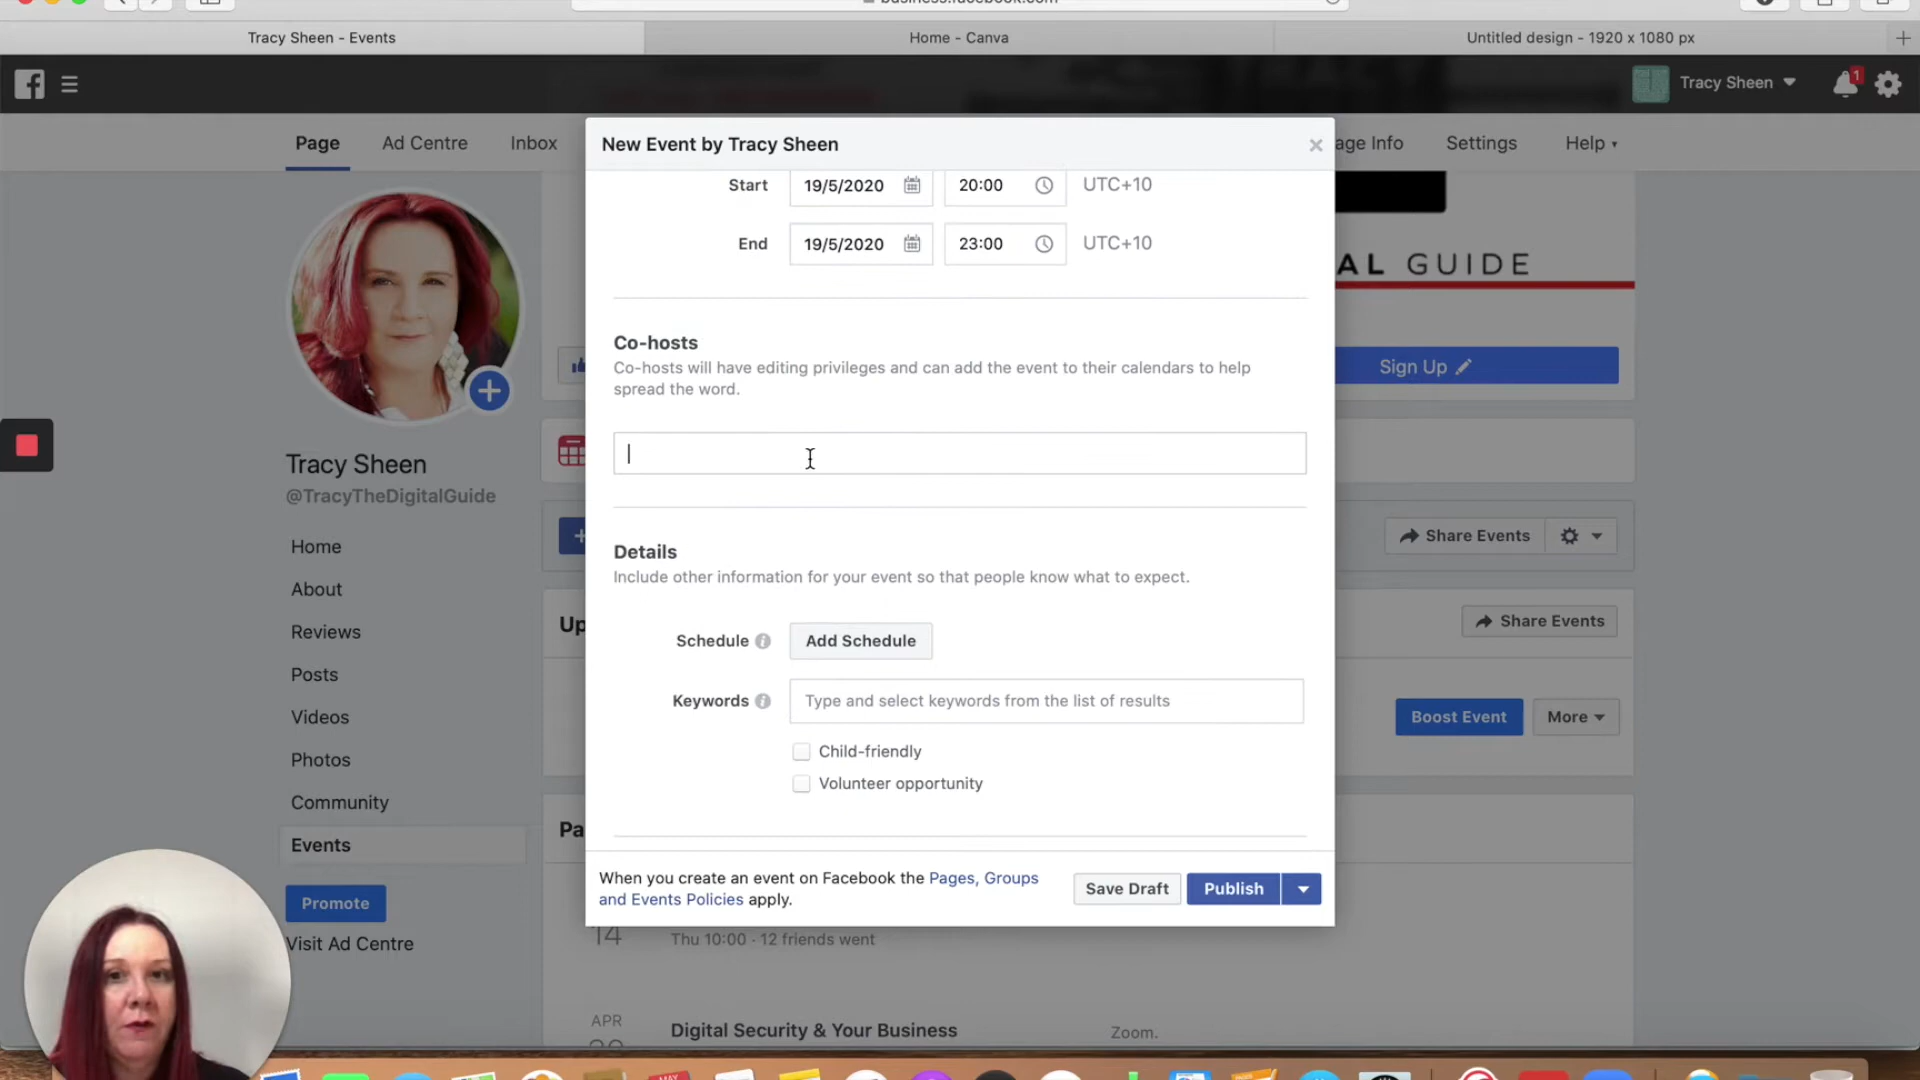 business.facebook.com
Tracy Sheen - Events
Home - Canva
Untitled design - 1920 x 1080 px
Tracy Sheen
1
Page
Ad Centre
Inbox
age Info
Settings
Help
New Event by Tracy Sheen
Start
19/5/2020
20:00
UTC+10
End
19/5/2020
23:00
UTC+10
AL GUIDE
Co-hosts
Co-hosts will have editing privileges and can add the event to their calendars to help
spread the word.
Sign Up
Tracy Sheen
@TracyTheDigitalGuide
Home
About
Reviews
Posts
Videos
Photos
Community
Events
Promote
Visit Ad Centre
Share Events
Details
Include other information for your event so that people know what to expect.
Up
Share Events
Schedule
Add Schedule
Keywords
Type and select keywords from the list of results
Boost Event
More
Child-friendly
Volunteer opportunity
Pa
When you create an event on Facebook the Pages, Groups
and Events Policies apply.
Save Draft
Publish
14
Thu 10:00 · 12 friends went
APR
Digital Security & Your Business
Zoom.
MAY